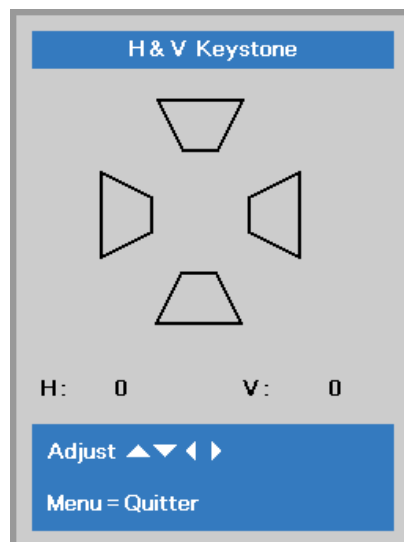 H & V Keystone
H: 0 V: 0
Adjust ▲▼◀▶
Menu = Quitter